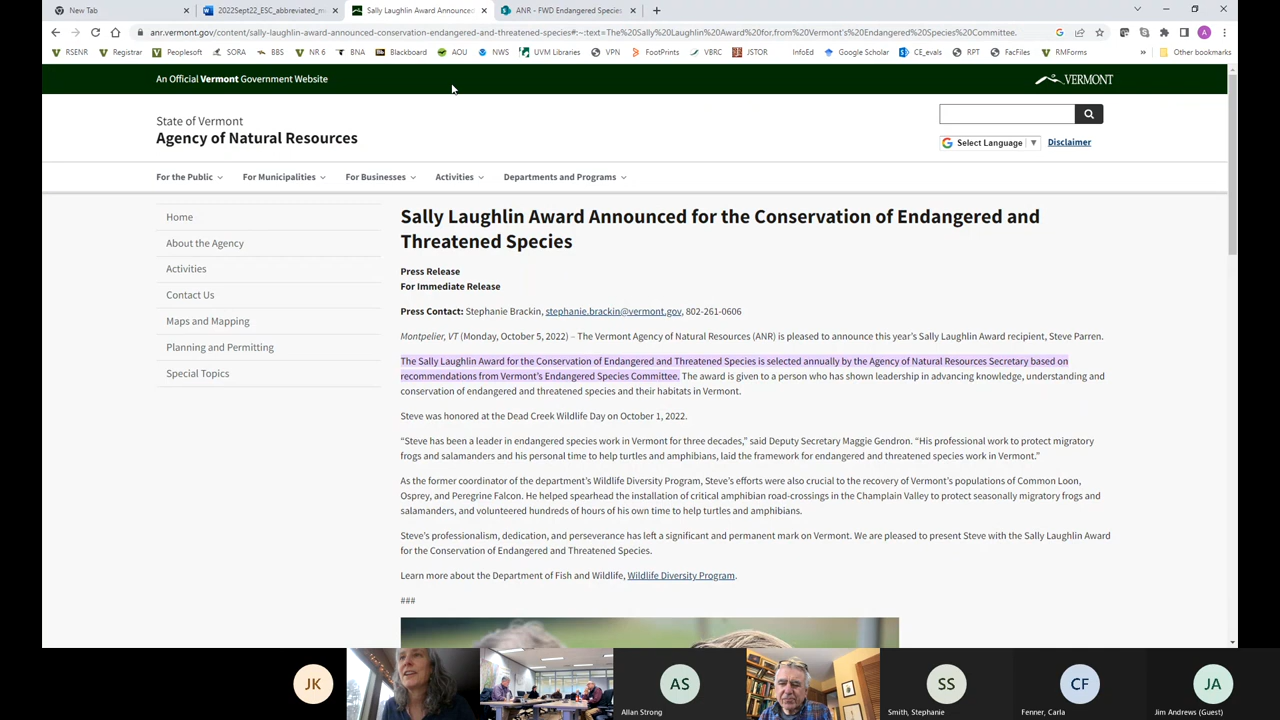 New Tab
2022Sept22_ESC_abbreviated_m
Sally Laughlin Award Announced
ANR - FWD Endangered Species
anr.vermont.gov/content/sally-laughlin-award-announced-conservation-endangered-and-threatened-species#:~:text=The%20Sally%20Laughlin%20Award%20for,from%20Vermont's%20Endangered%20Species%20Committee.
RSENR Registrar Peoplesoft SORA BBS NR 6 BNA Blackboard AOU NWS UVM Libraries VPN FootPrints VBRC JSTOR InfoEd Google Scholar CE_evals RPT FacFiles RMForms Other bookmarks
An Official Vermont Government Website
VERMONT
State of Vermont
Agency of Natural Resources
Select Language Disclaimer
For the Public For Municipalities For Businesses Activities Departments and Programs
Home
About the Agency
Activities
Contact Us
Maps and Mapping
Planning and Permitting
Special Topics
Sally Laughlin Award Announced for the Conservation of Endangered and
Threatened Species
Press Release
For Immediate Release
Press Contact: Stephanie Brackin, stephanie.brackin@vermont.gov, 802-261-0606
Montpelier, VT (Monday, October 5, 2022) – The Vermont Agency of Natural Resources (ANR) is pleased to announce this year's Sally Laughlin Award recipient, Steve Parren.
The Sally Laughlin Award for the Conservation of Endangered and Threatened Species is selected annually by the Agency of Natural Resources Secretary based on
recommendations from Vermont's Endangered Species Committee. The award is given to a person who has shown leadership in advancing knowledge, understanding and
conservation of endangered and threatened species and their habitats in Vermont.
Steve was honored at the Dead Creek Wildlife Day on October 1, 2022.
“Steve has been a leader in endangered species work in Vermont for three decades,” said Deputy Secretary Maggie Gendron. “His professional work to protect migratory
frogs and salamanders and his personal time to help turtles and amphibians, laid the framework for endangered and threatened species work in Vermont.”
As the former coordinator of the department's Wildlife Diversity Program, Steve's efforts were also crucial to the recovery of Vermont's populations of Common Loon,
Osprey, and Peregrine Falcon. He helped spearhead the installation of critical amphibian road-crossings in the Champlain Valley to protect seasonally migratory frogs and
salamanders, and volunteered hundreds of hours of his own time to help turtles and amphibians.
Steve's professionalism, dedication, and perseverance has left a significant and permanent mark on Vermont. We are pleased to present Steve with the Sally Laughlin Award
for the Conservation of Endangered and Threatened Species.
Learn more about the Department of Fish and Wildlife, Wildlife Diversity Program.
###
JK AS SS CF JA
Allan Strong Smith, Stephanie Fenner, Carla Jim Andrews (Guest)